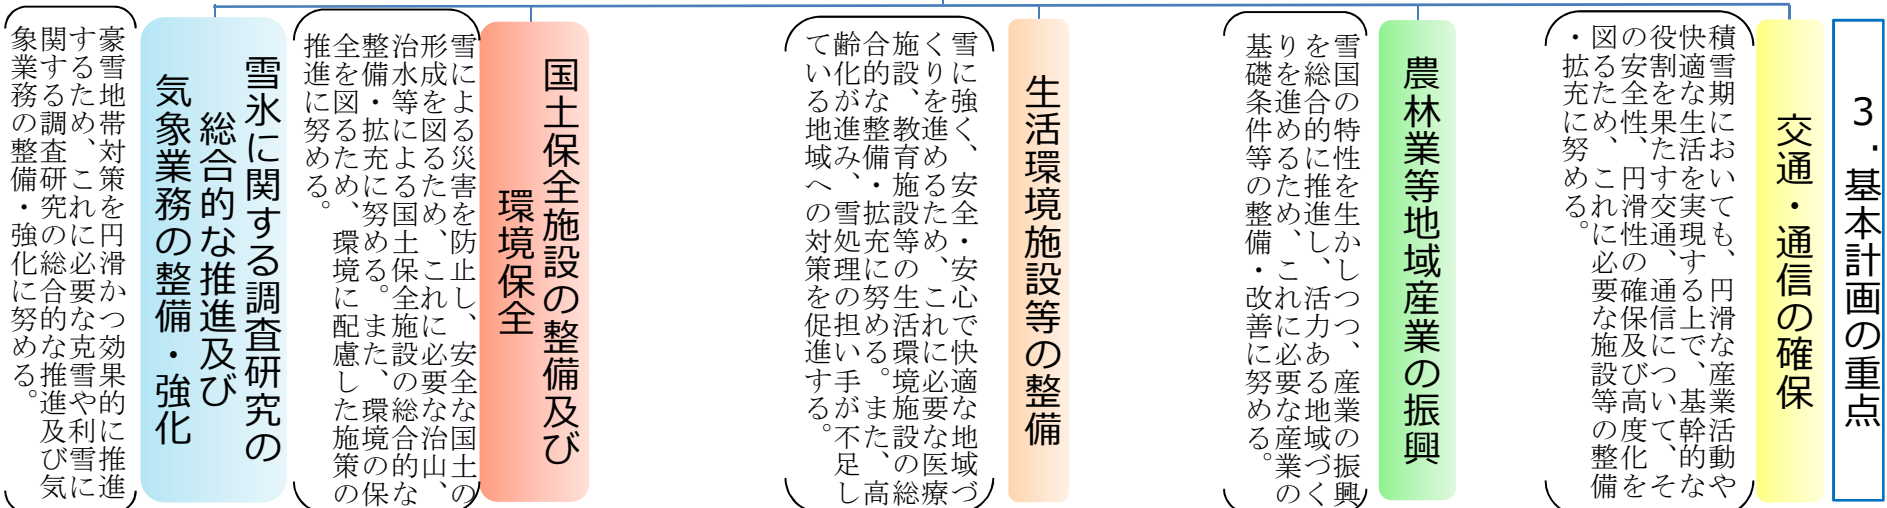 ３．基本計画の重点
交通・通信の確保
積雪期においても、円滑な産業活動や
快適な生活を実現する上で、基幹的な
役割を果たす交通、通信について、そ
の安全性、円滑性の確保及び高度化を
図るため、これに必要な施設等の整備
・拡充に努める。
農林業等地域産業の振興
雪国の特性を生かしつつ、産業の振興
を総合的に推進し、活力ある地域づく
りを進めるため、これに必要な産業の
基礎条件等の整備・改善に努める。
生活環境施設等の整備
雪に強く、安全・安心で快適な地域づ
くりを進めるため、これに必要な医療
施設、教育施設等の生活環境施設の総
合的な整備・拡充に努める。また、高
齢化が進み、雪処理の担い手が不足し
ている地域への対策を促進する。
国土保全施設の整備及び
環境保全
雪による災害を防止し、安全な国土の
形成を図るため、これに必要な治山、
治水等による国土保全施設の総合的な
整備・拡充に努める。また、環境の保
全を図るため、環境に配慮した施策の
推進に努める。
雪氷に関する調査研究の
総合的な推進及び
気象業務の整備・強化
豪雪地帯対策を円滑かつ効果的に推進
するため、これに必要な克雪や利雪に
関する調査研究の総合的な推進及び気
象業務の整備・強化に努める。